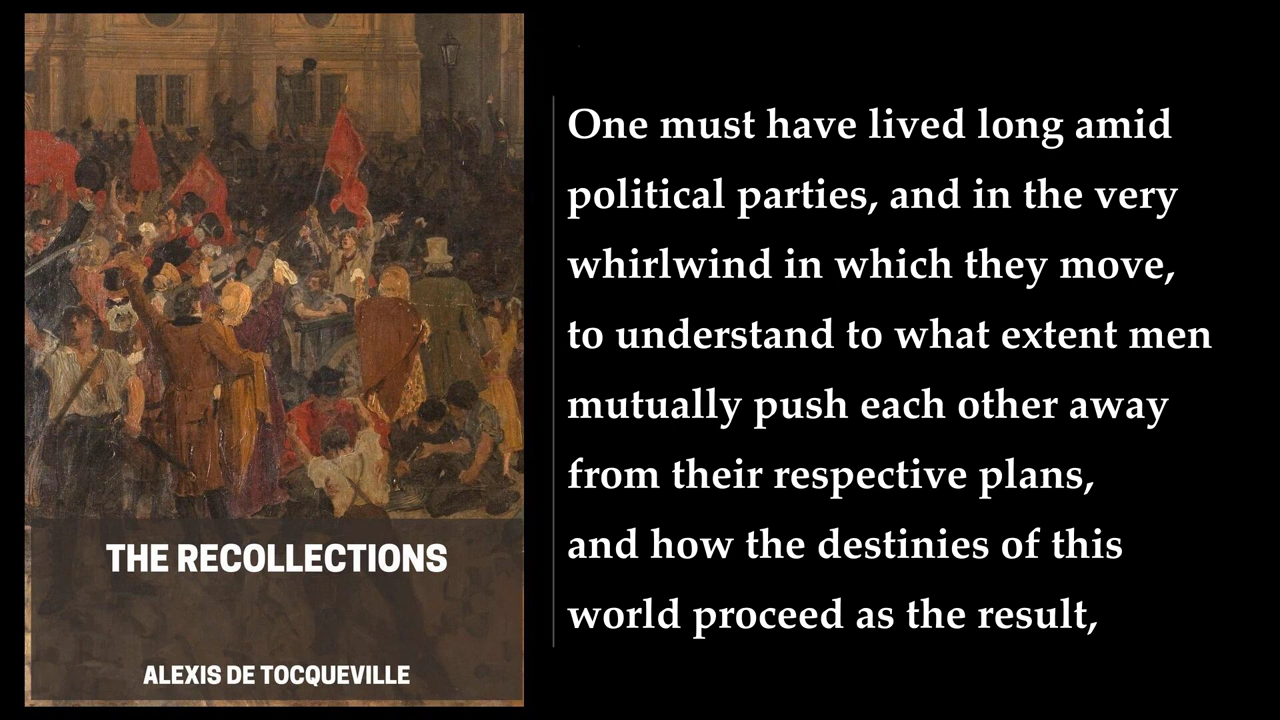 THE RECOLLECTIONS
ALEXIS DE TOCQUEVILLE
One must have lived long amid
political parties, and in the very
whirlwind in which they move,
to understand to what extent men
mutually push each other away
from their respective plans,
and how the destinies of this
world proceed as the result,